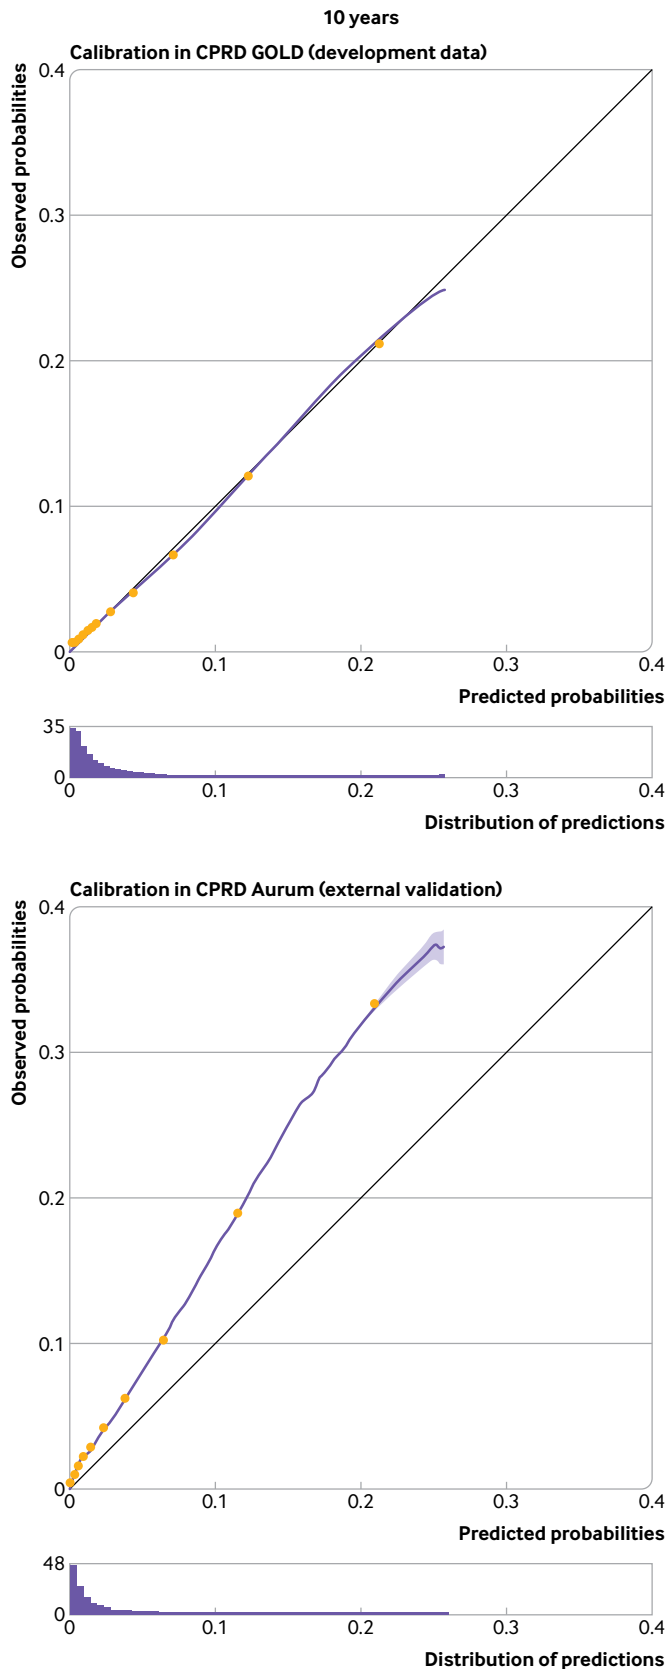 10 years
Calibration in CPRD GOLD (development data)
Observed probabilities
0.4
0.3
0.2
0.1
0
0 0.1 0.2 0.3 0.4
Predicted probabilities
35
0
0 0.1 0.2 0.3 0.4
Distribution of predictions
Calibration in CPRD Aurum (external validation)
Observed probabilities
0.4
0.3
0.2
0.1
0
0 0.1 0.2 0.3 0.4
Predicted probabilities
48
0
0 0.1 0.2 0.3 0.4
Distribution of predictions